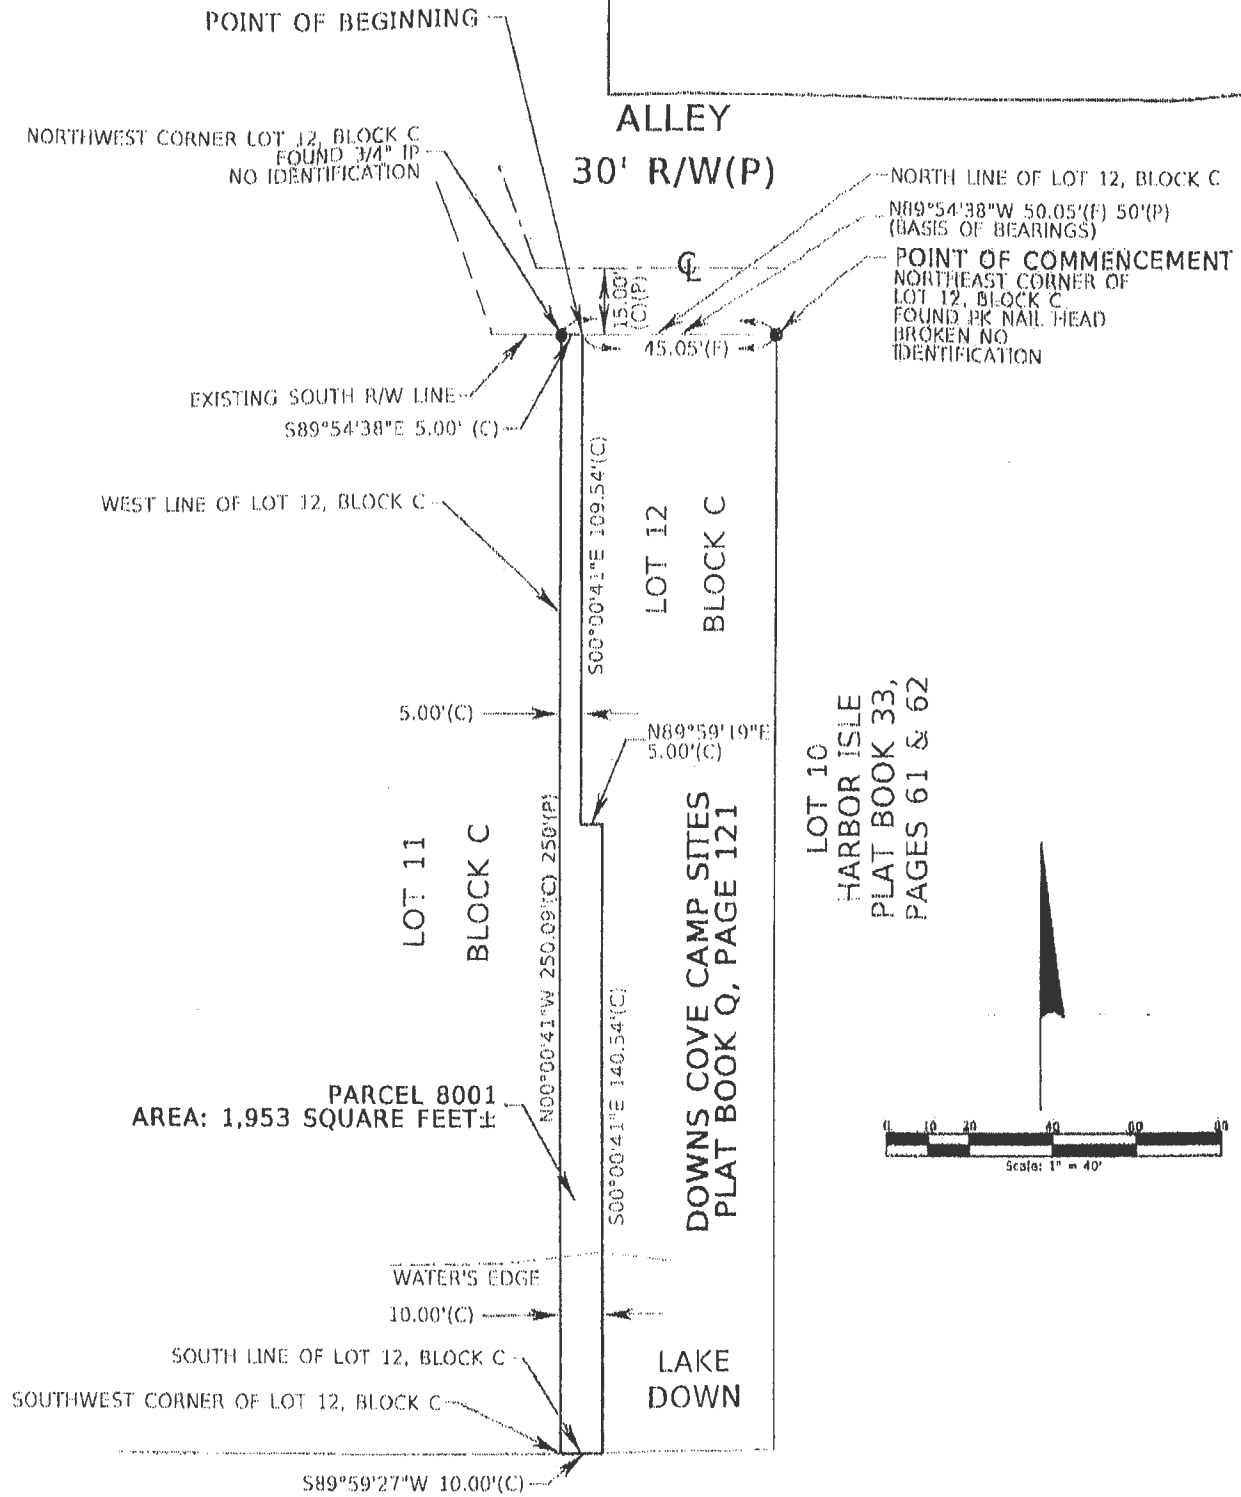 POINT OF BEGINNING
ALLEY
30' R/W(P)
NORTHWEST CORNER LOT 12, BLOCK C
FOUND 3/4" IP
NO IDENTIFICATION
NORTH LINE OF LOT 12, BLOCK C
N89°54'38"W 50.05'(F) 50'(P)
(BASIS OF BEARINGS)
POINT OF COMMENCEMENT
NORTHEAST CORNER OF
LOT 12, BLOCK C
FOUND PK NAIL HEAD
BROKEN NO
IDENTIFICATION
CL
15.00'
(C)(P)
45.05'(F)
EXISTING SOUTH R/W LINE
S89°54'38"E 5.00' (C)
WEST LINE OF LOT 12, BLOCK C
S00°00'41"E 109.54'(C)
LOT 12
BLOCK C
5.00'(C)
N89°59'19"E
5.00'(C)
LOT 10
HARBOR ISLE
PLAT BOOK 33,
PAGES 61 & 62
LOT 11
BLOCK C
N00°00'41"W 250.09'(C) 250'(P)
DOWNS COVE CAMP SITES
PLAT BOOK Q, PAGE 121
S00°00'41"E 140.54'(C)
PARCEL 8001
AREA: 1,953 SQUARE FEET±
0 10 20 40 60 80
Scale: 1" = 40'
WATER'S EDGE
10.00'(C)
SOUTH LINE OF LOT 12, BLOCK C
LAKE
DOWN
SOUTHWEST CORNER OF LOT 12, BLOCK C
S89°59'27"W 10.00'(C)